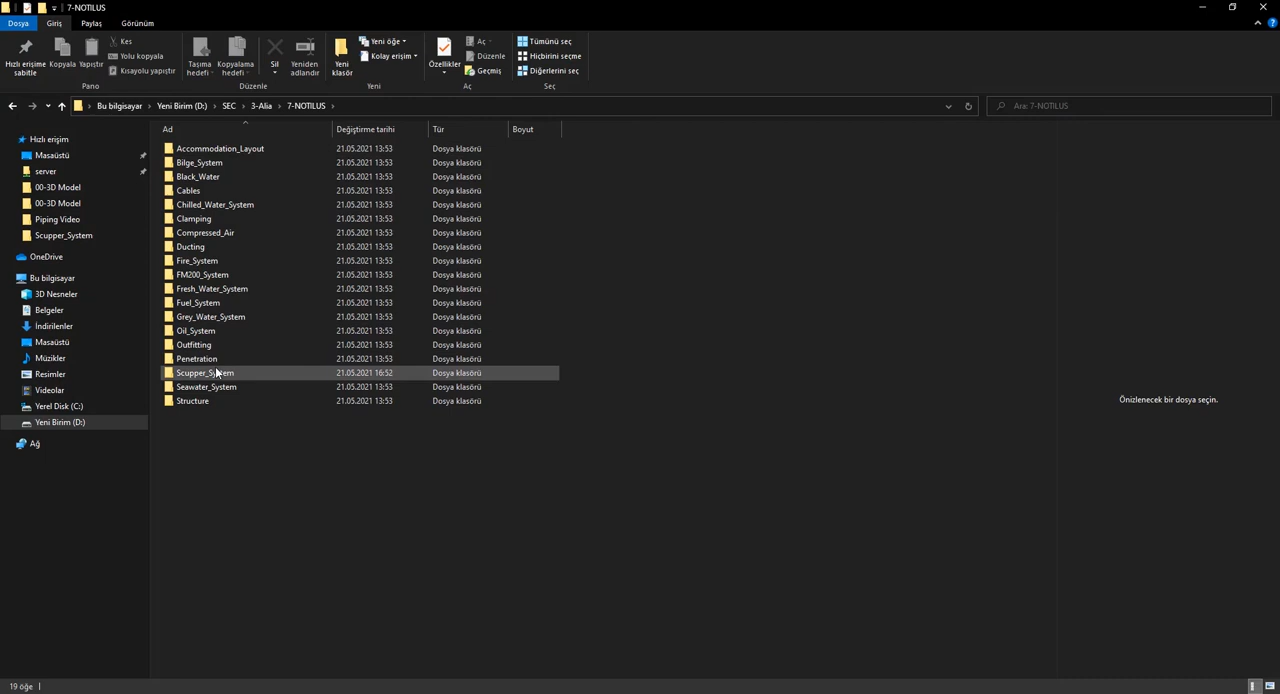 7-NOTILUS
Dosya Giriş Paylaş Görünüm
Hızlı erişime sabitle
Kopyala
Yapıştır
Kes
Yolu kopyala
Kısayolu yapıştır
Pano
Taşıma hedefi
Kopyalama hedefi
Sil
Yeniden adlandır
Düzenle
Yeni klasör
Yeni öğe
Kolay erişim
Yeni
Özellikler
Aç
Düzenle
Geçmiş
Aç
Tümünü seç
Hiçbirini seçme
Diğerlerini seç
Seç
Bu bilgisayar > Yeni Birim (D:) > SEC > 3-Alia > 7-NOTILUS >
Ara: 7-NOTILUS
Hızlı erişim
Masaüstü
server
00-3D Model
00-3D Model
Piping Video
Scupper_System
OneDrive
Bu bilgisayar
3D Nesneler
Belgeler
İndirilenler
Masaüstü
Müzikler
Resimler
Videolar
Yerel Disk (C:)
Yeni Birim (D:)
Ağ
Ad Değiştirme tarihi Tür Boyut
Accommodation_Layout 21.05.2021 13:53 Dosya klasörü
Bilge_System 21.05.2021 13:53 Dosya klasörü
Black_Water 21.05.2021 13:53 Dosya klasörü
Cables 21.05.2021 13:53 Dosya klasörü
Chilled_Water_System 21.05.2021 13:53 Dosya klasörü
Clamping 21.05.2021 13:53 Dosya klasörü
Compressed_Air 21.05.2021 13:53 Dosya klasörü
Ducting 21.05.2021 13:53 Dosya klasörü
Fire_System 21.05.2021 13:53 Dosya klasörü
FM200_System 21.05.2021 13:53 Dosya klasörü
Fresh_Water_System 21.05.2021 13:53 Dosya klasörü
Fuel_System 21.05.2021 13:53 Dosya klasörü
Grey_Water_System 21.05.2021 13:53 Dosya klasörü
Oil_System 21.05.2021 13:53 Dosya klasörü
Outfitting 21.05.2021 13:53 Dosya klasörü
Penetration 21.05.2021 13:53 Dosya klasörü
Scupper_System 21.05.2021 16:52 Dosya klasörü
Seawater_System 21.05.2021 13:53 Dosya klasörü
Structure 21.05.2021 13:53 Dosya klasörü
Önizlenecek bir dosya seçin.
19 öğe